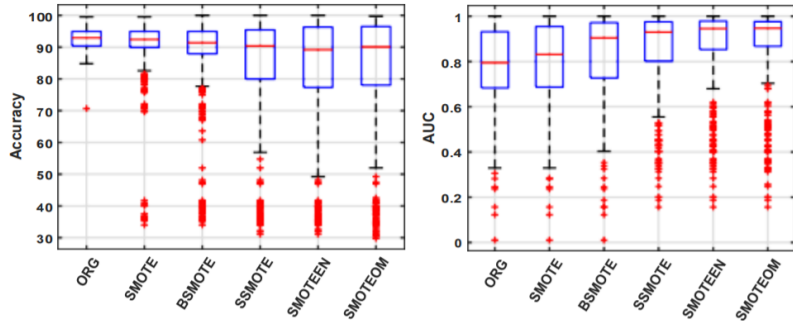 Accuracy
100
90
80
70
60
50
40
30
ORG
SMOTE
BSMOTE
SSMOTE
SMOTEEN
SMOTEOM
AUC
1
0.8
0.6
0.4
0.2
0
ORG
SMOTE
BSMOTE
SSMOTE
SMOTEEN
SMOTEOM